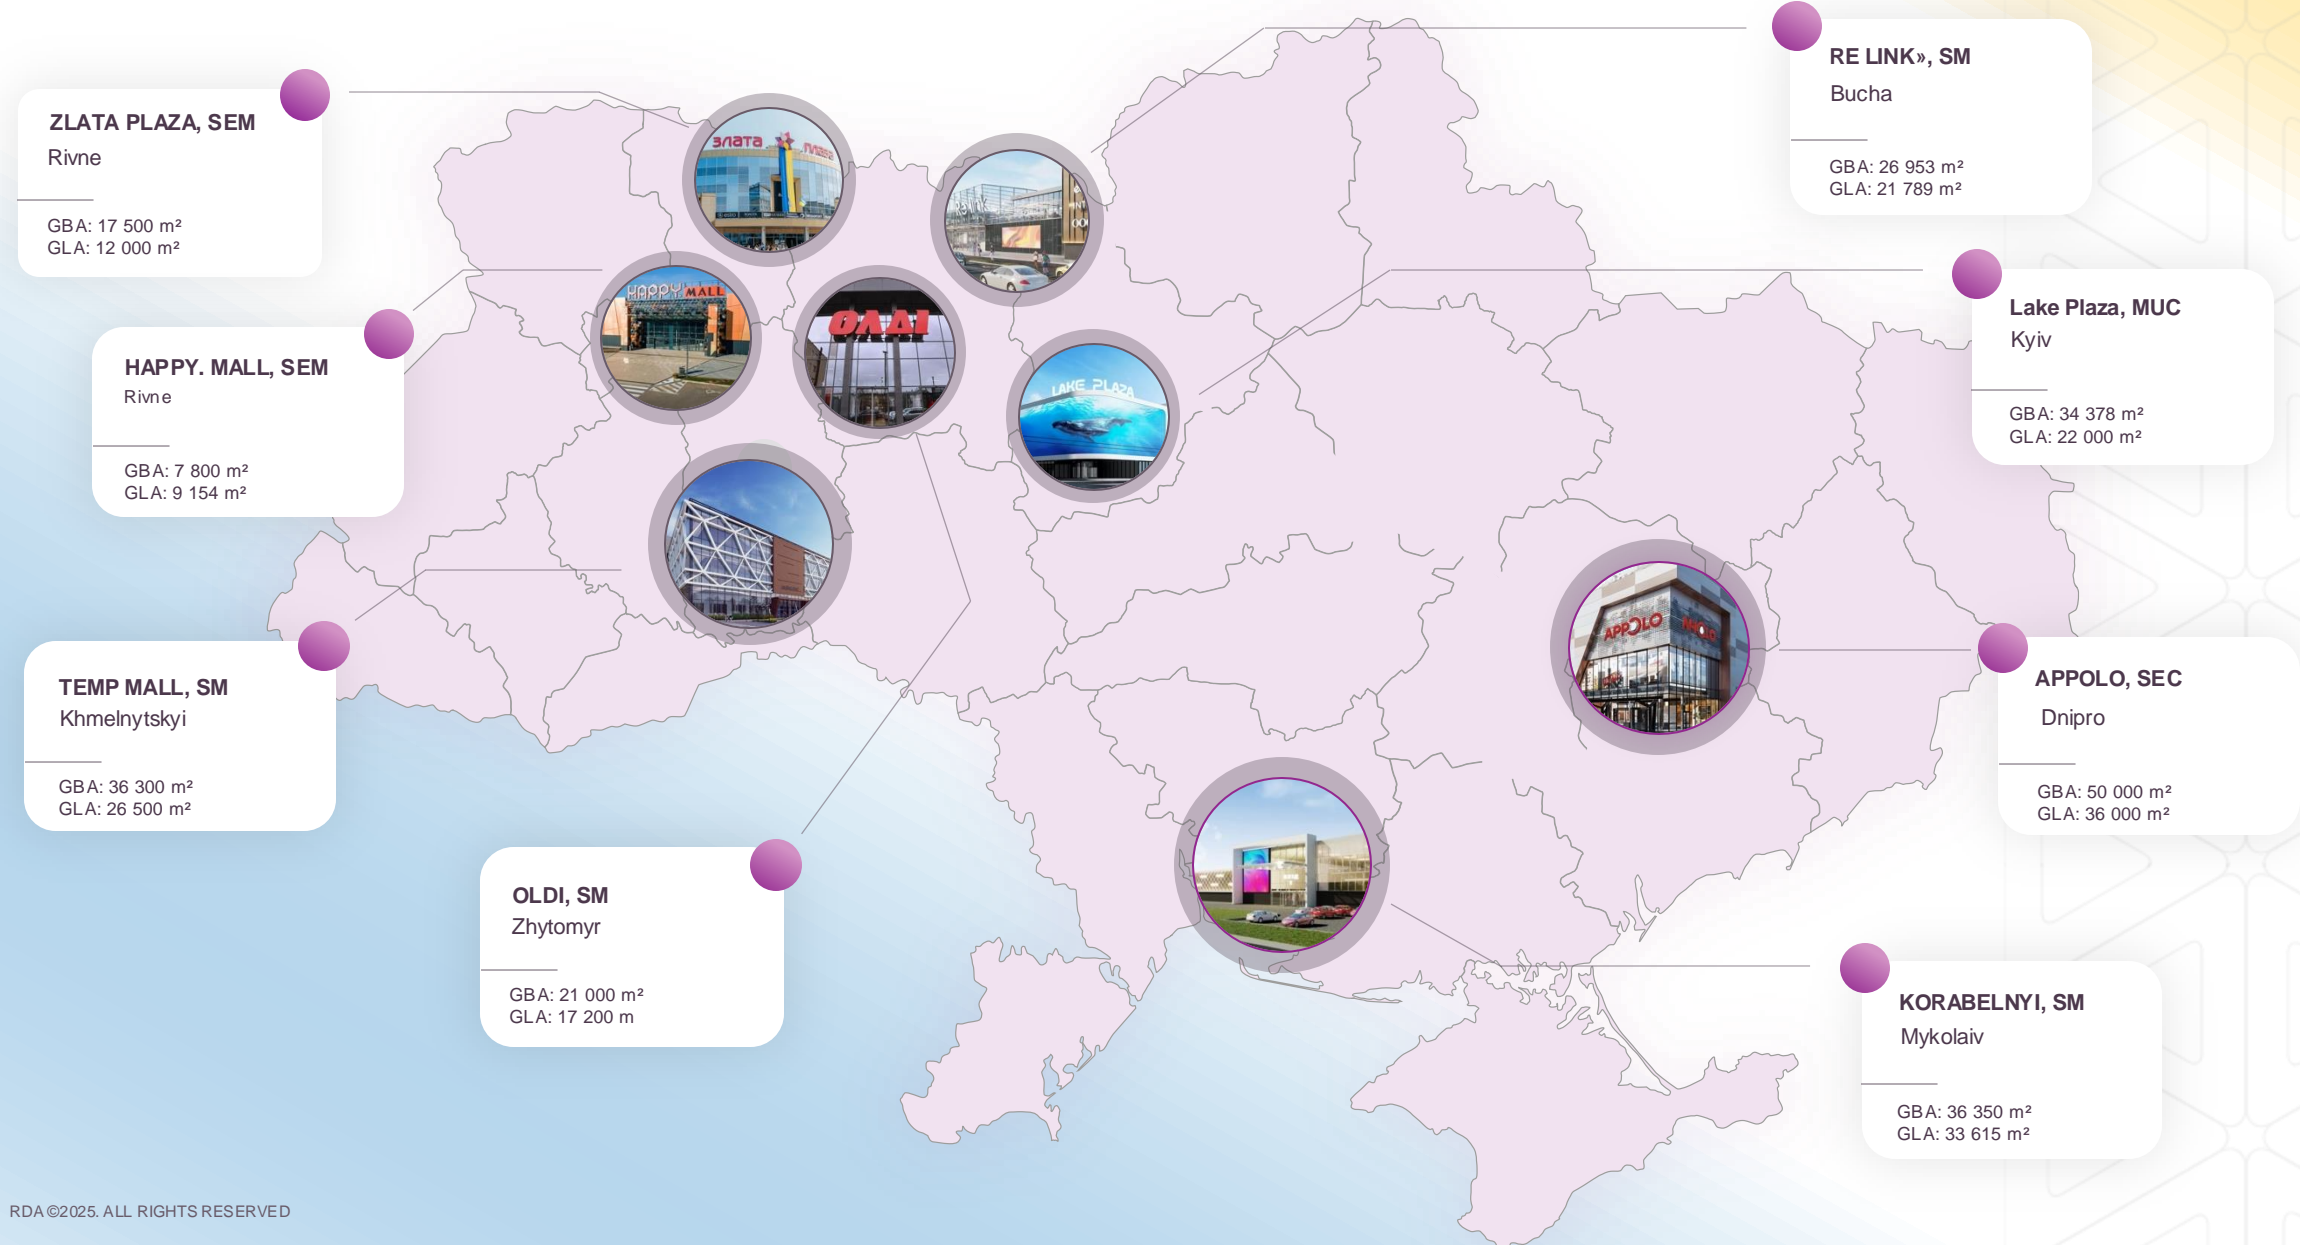 ZLATA PLAZA, SEM
Rivne
GBA: 17 500 m²
GLA: 12 000 m²
HAPPY. MALL, SEM
Rivne
GBA: 7 800 m²
GLA: 9 154 m²
TEMP MALL, SM
Khmelnytskyi
GBA: 36 300 m²
GLA: 26 500 m²
OLDI, SM
Zhytomyr
GBA: 21 000 m²
GLA: 17 200 m
RE LINK», SM
Bucha
GBA: 26 953 m²
GLA: 21 789 m²
Lake Plaza, MUC
Kyiv
GBA: 34 378 m²
GLA: 22 000 m²
APPOLO, SEC
Dnipro
GBA: 50 000 m²
GLA: 36 000 m²
KORABELNYI, SM
Mykolaiv
GBA: 36 350 m²
GLA: 33 615 m²
ЗЛАТА ПЛАЗА
HAPPY MALL
ОЛДІ
Re:link
LAKE PLAZA
APPOLO
APPOLO
RDA ©2025. ALL RIGHTS RESERVED